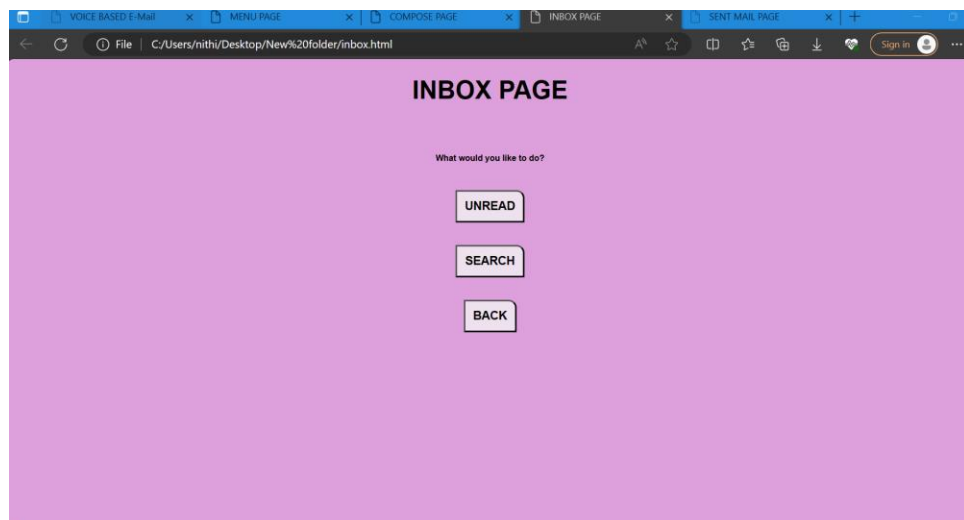 VOICE BASED E-Mail MENU PAGE COMPOSE PAGE INBOX PAGE SENT MAIL PAGE
File C:/Users/nithi/Desktop/New%20folder/inbox.html Sign in
INBOX PAGE
What would you like to do?
UNREAD
SEARCH
BACK